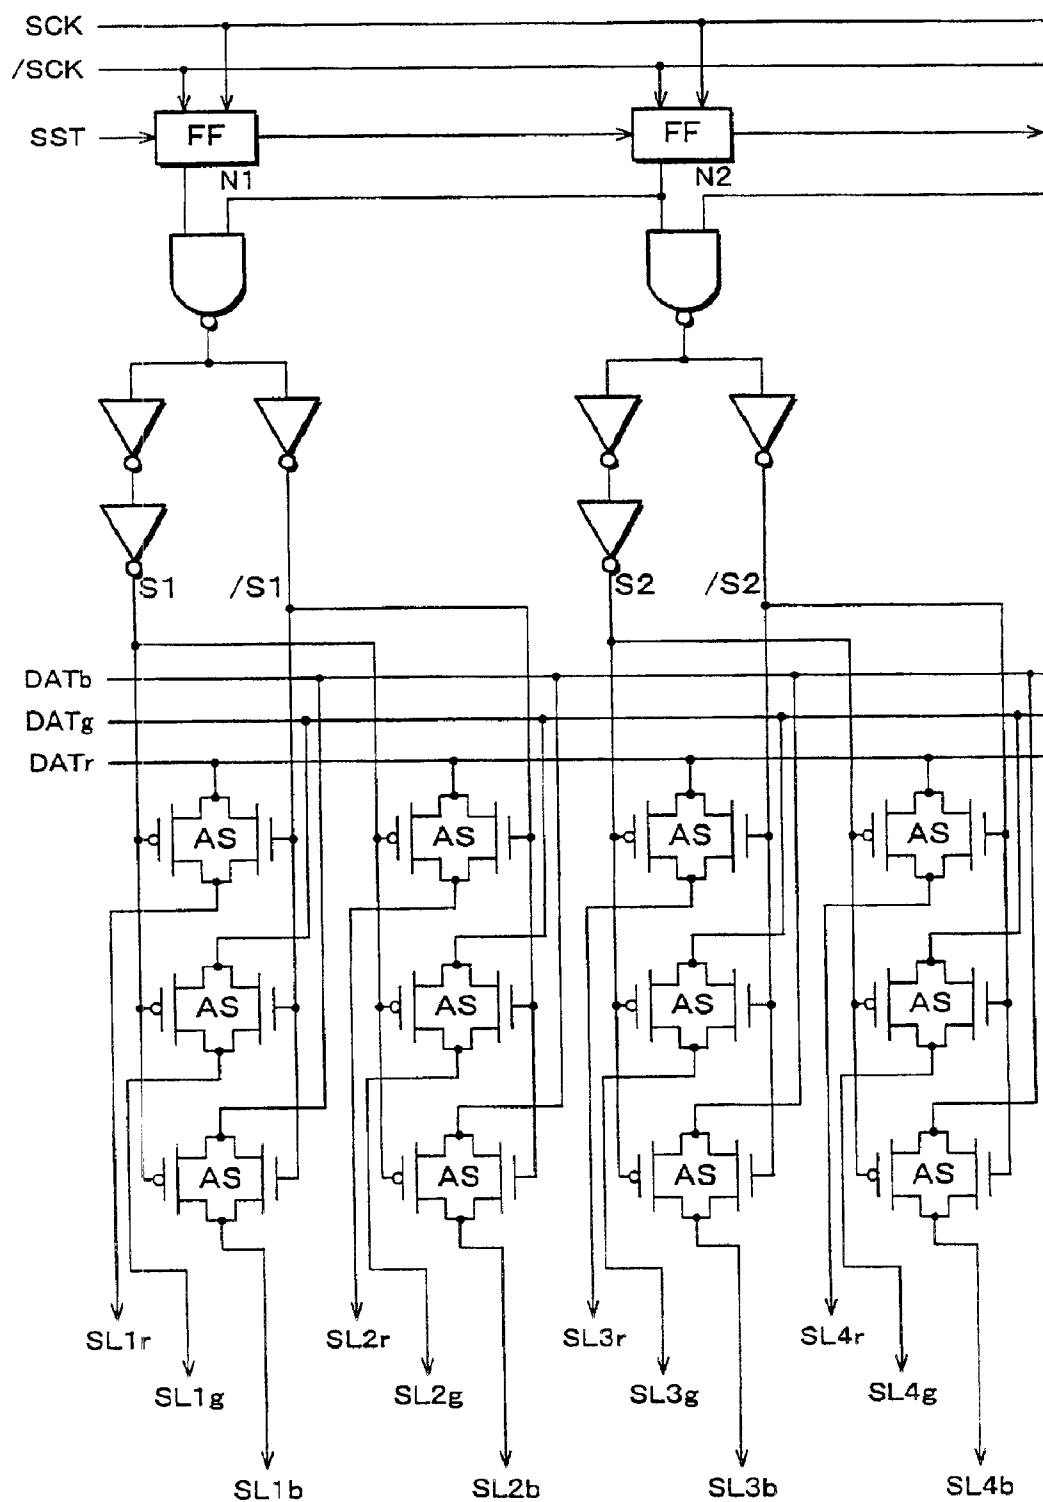 SCK
/SCK
SST
FF
FF
N1
N2
S1
/S1
S2
/S2
DATb
DATg
DATr
AS
AS
AS
AS
AS
AS
AS
AS
AS
AS
AS
AS
SL1r
SL2r
SL3r
SL4r
SL1g
SL2g
SL3g
SL4g
SL1b
SL2b
SL3b
SL4b